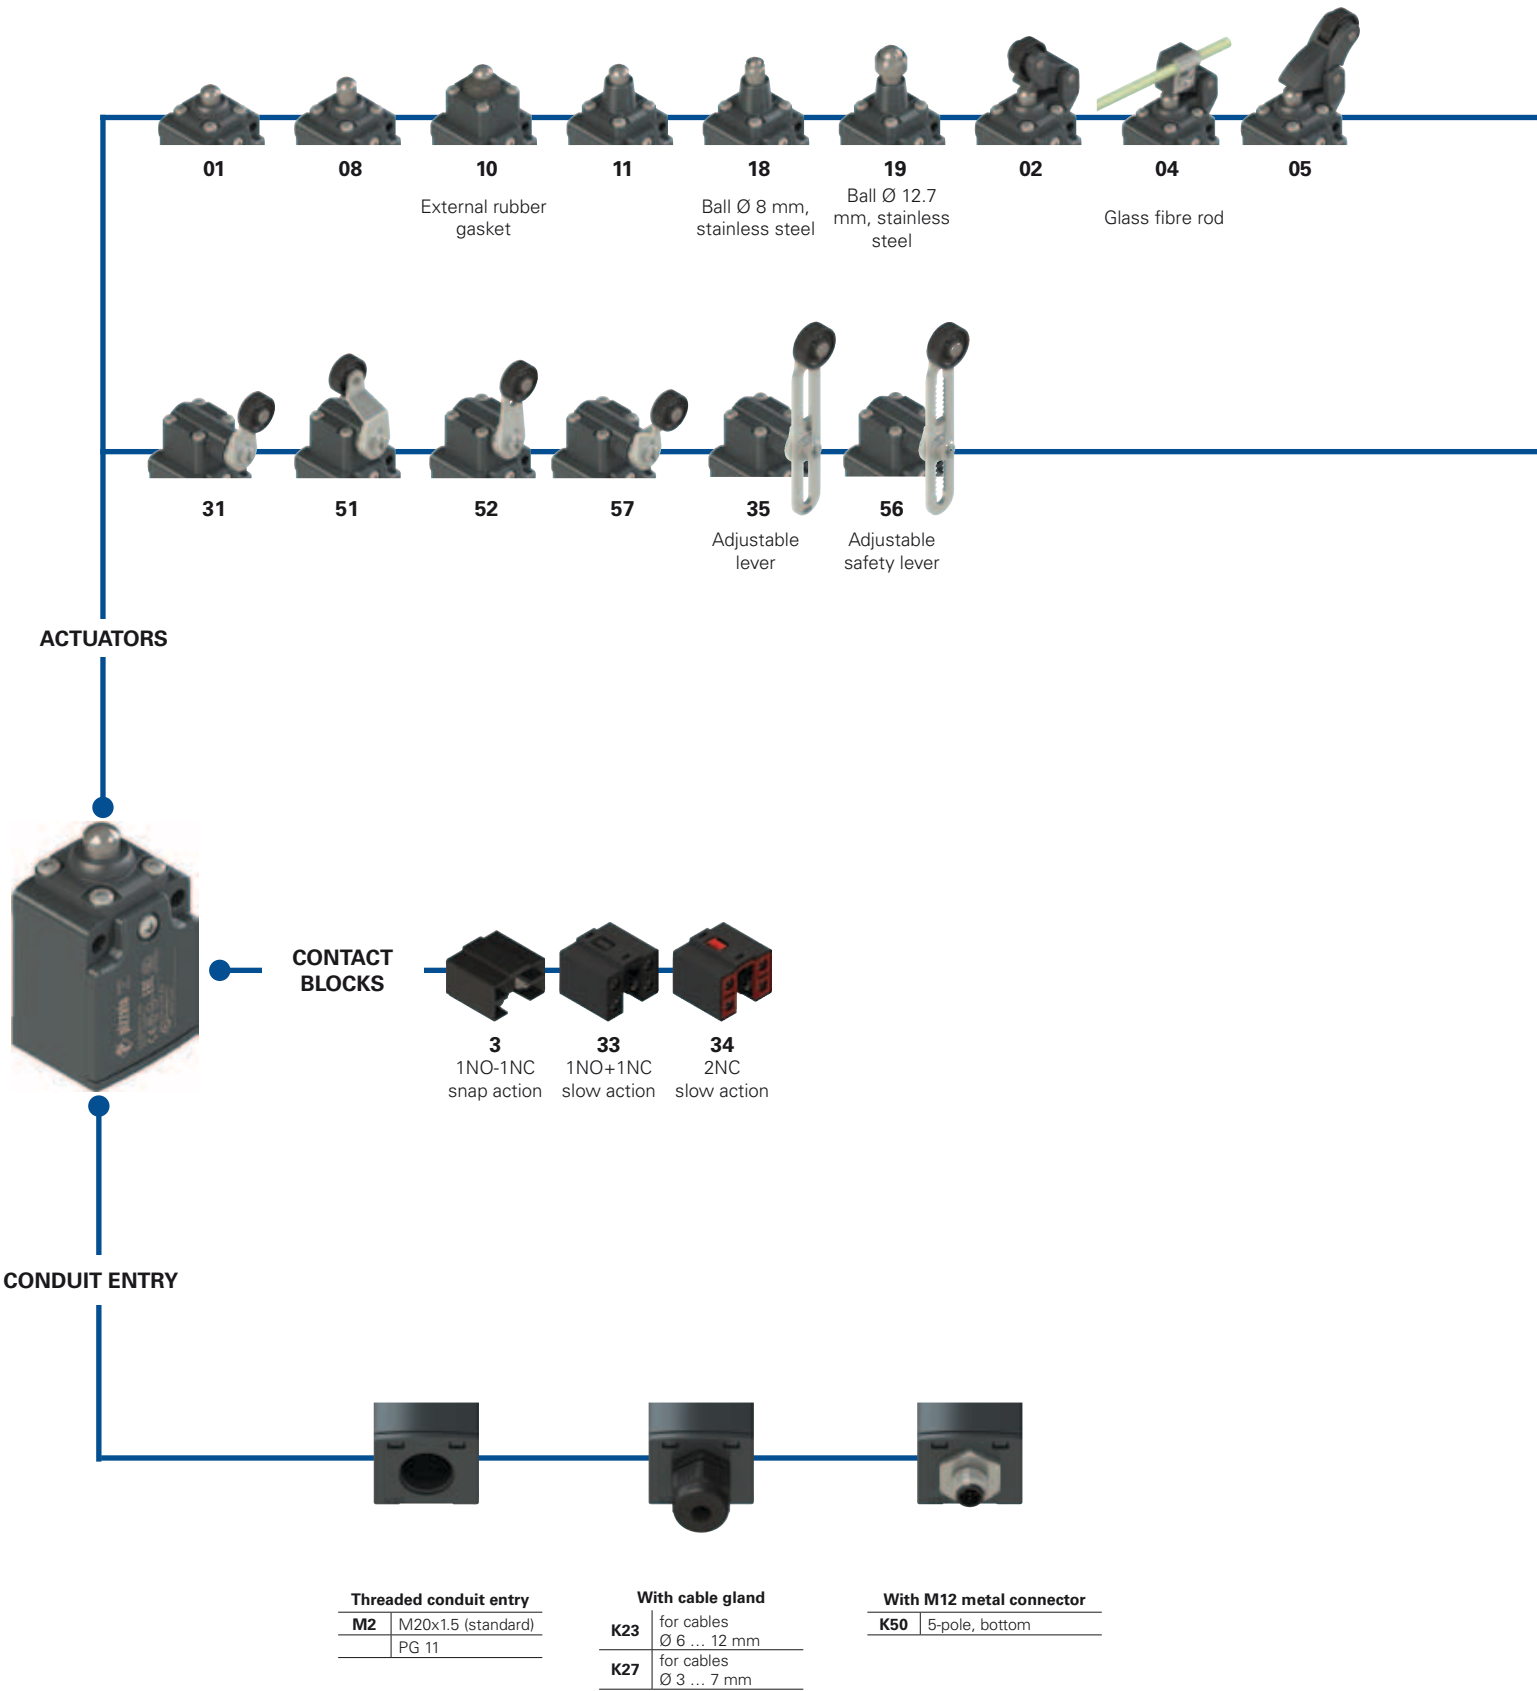 01
08
10
11
18
19
02
04
05
External rubber
gasket
Ball Ø 8 mm,
stainless steel
Ball Ø 12.7
mm, stainless
steel
Glass fibre rod
31
51
52
57
35
56
Adjustable
lever
Adjustable
safety lever
ACTUATORS
pizzato
CONTACT
BLOCKS
3
1NO-1NC
snap action
33
1NO+1NC
slow action
34
2NC
slow action
CONDUIT ENTRY
Threaded conduit entry
M2 M20x1.5 (standard)
PG 11
With cable gland
K23 for cables
Ø 6 … 12 mm
K27 for cables
Ø 3 … 7 mm
With M12 metal connector
K50 5-pole, bottom